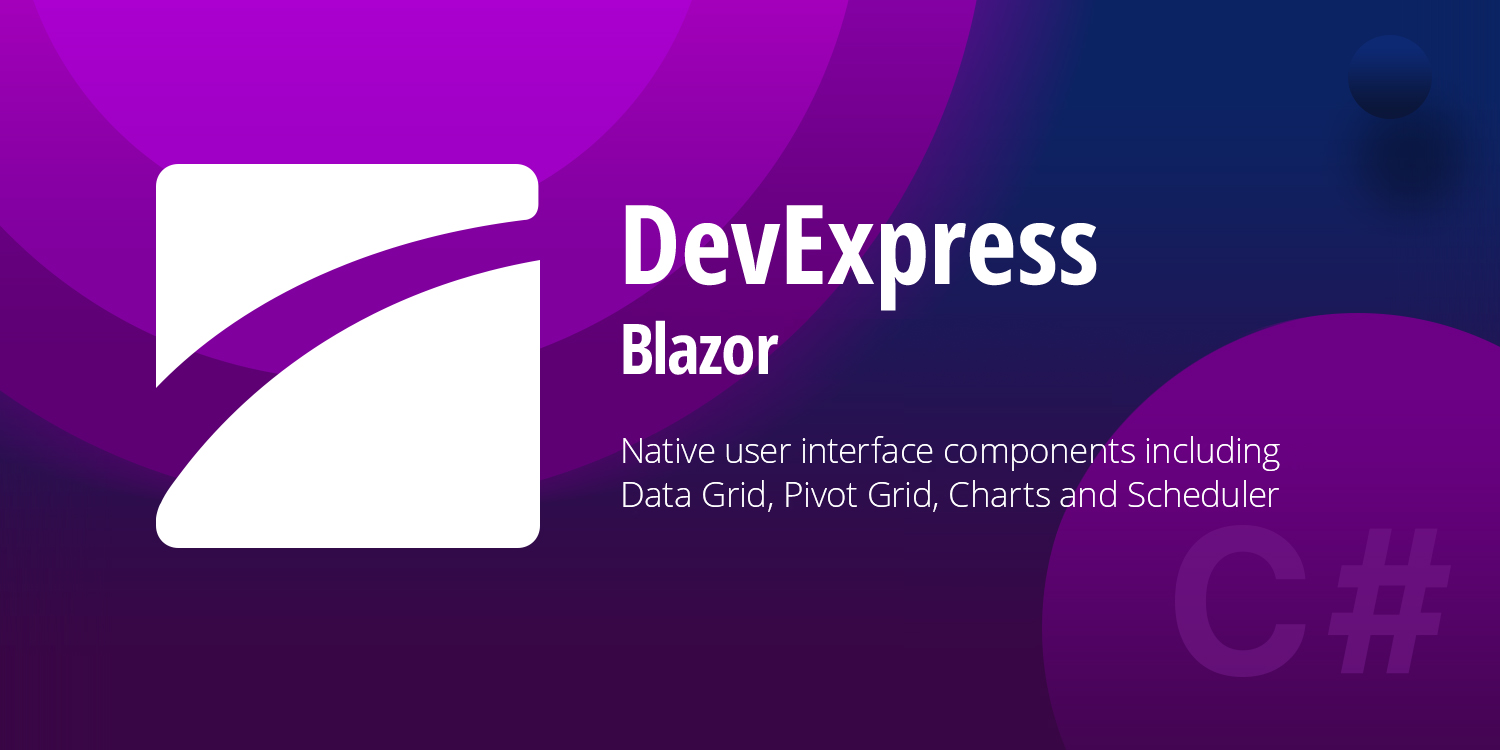 DevExpress
Blazor
Native user interface components including
Data Grid, Pivot Grid, Charts and Scheduler
C#